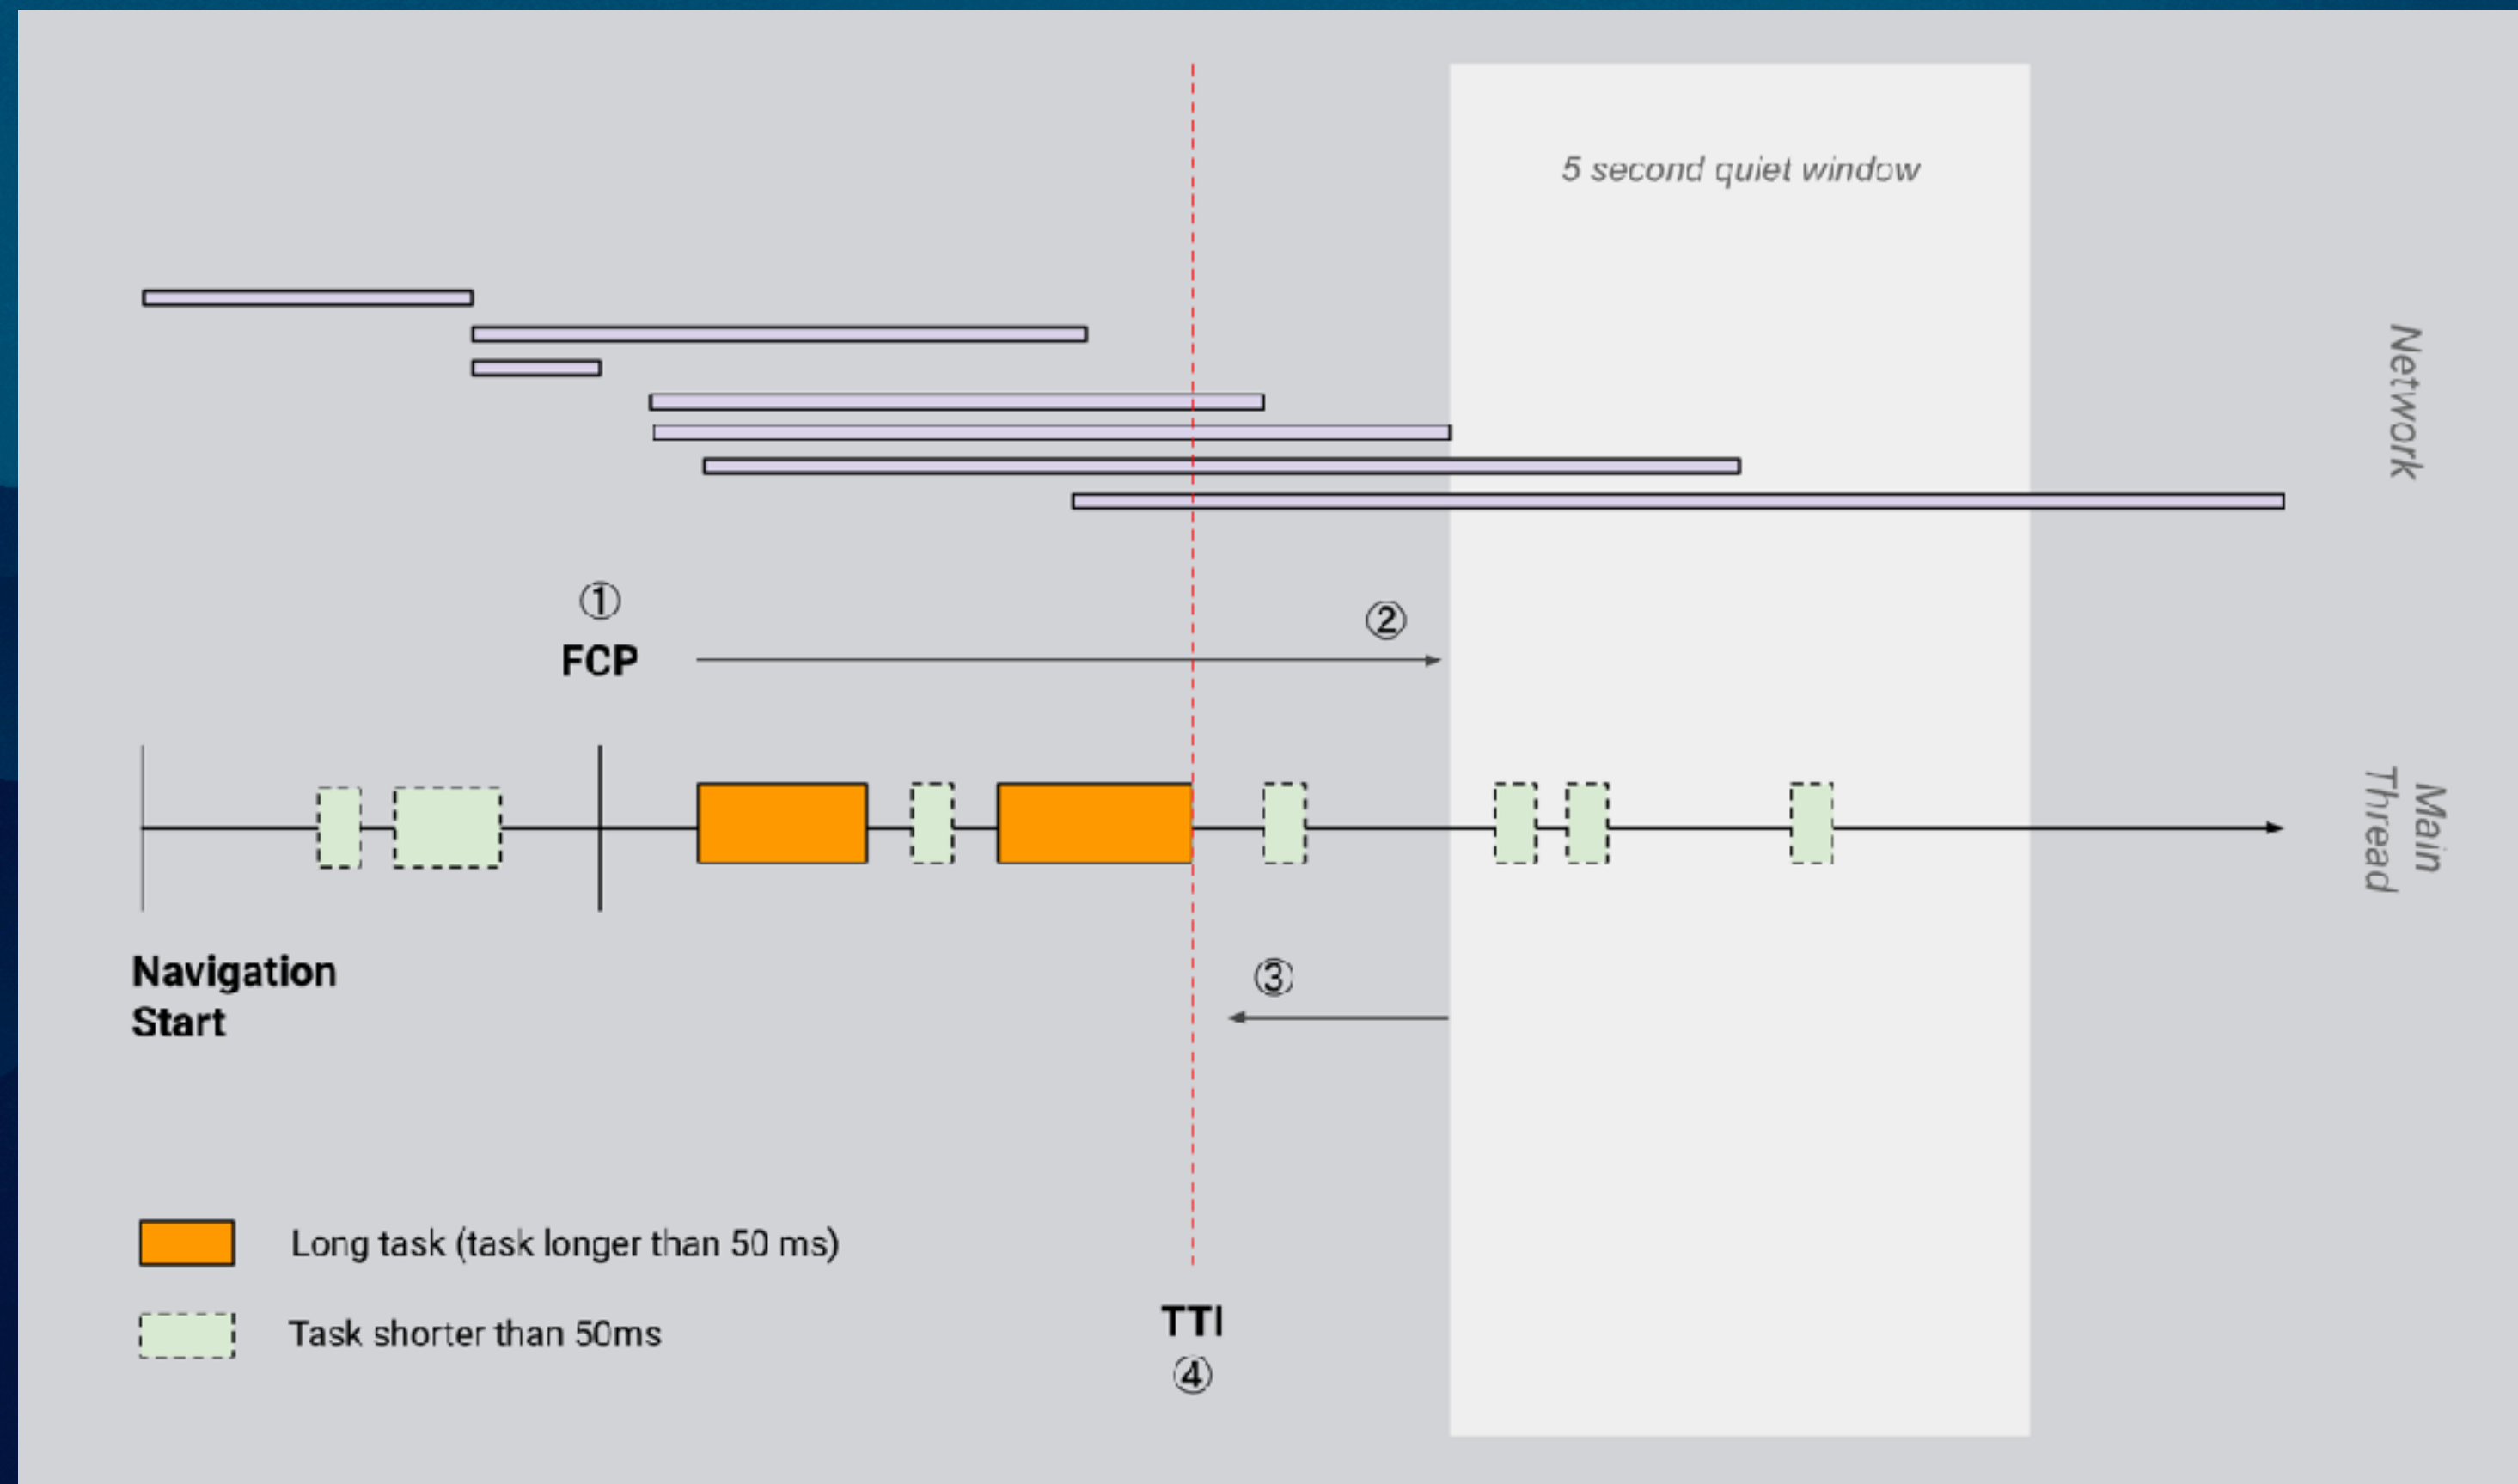 5 second quiet window
Network
①
FCP
②
Main
Thread
Navigation
Start
③
Long task (task longer than 50 ms)
Task shorter than 50ms
TTI
④